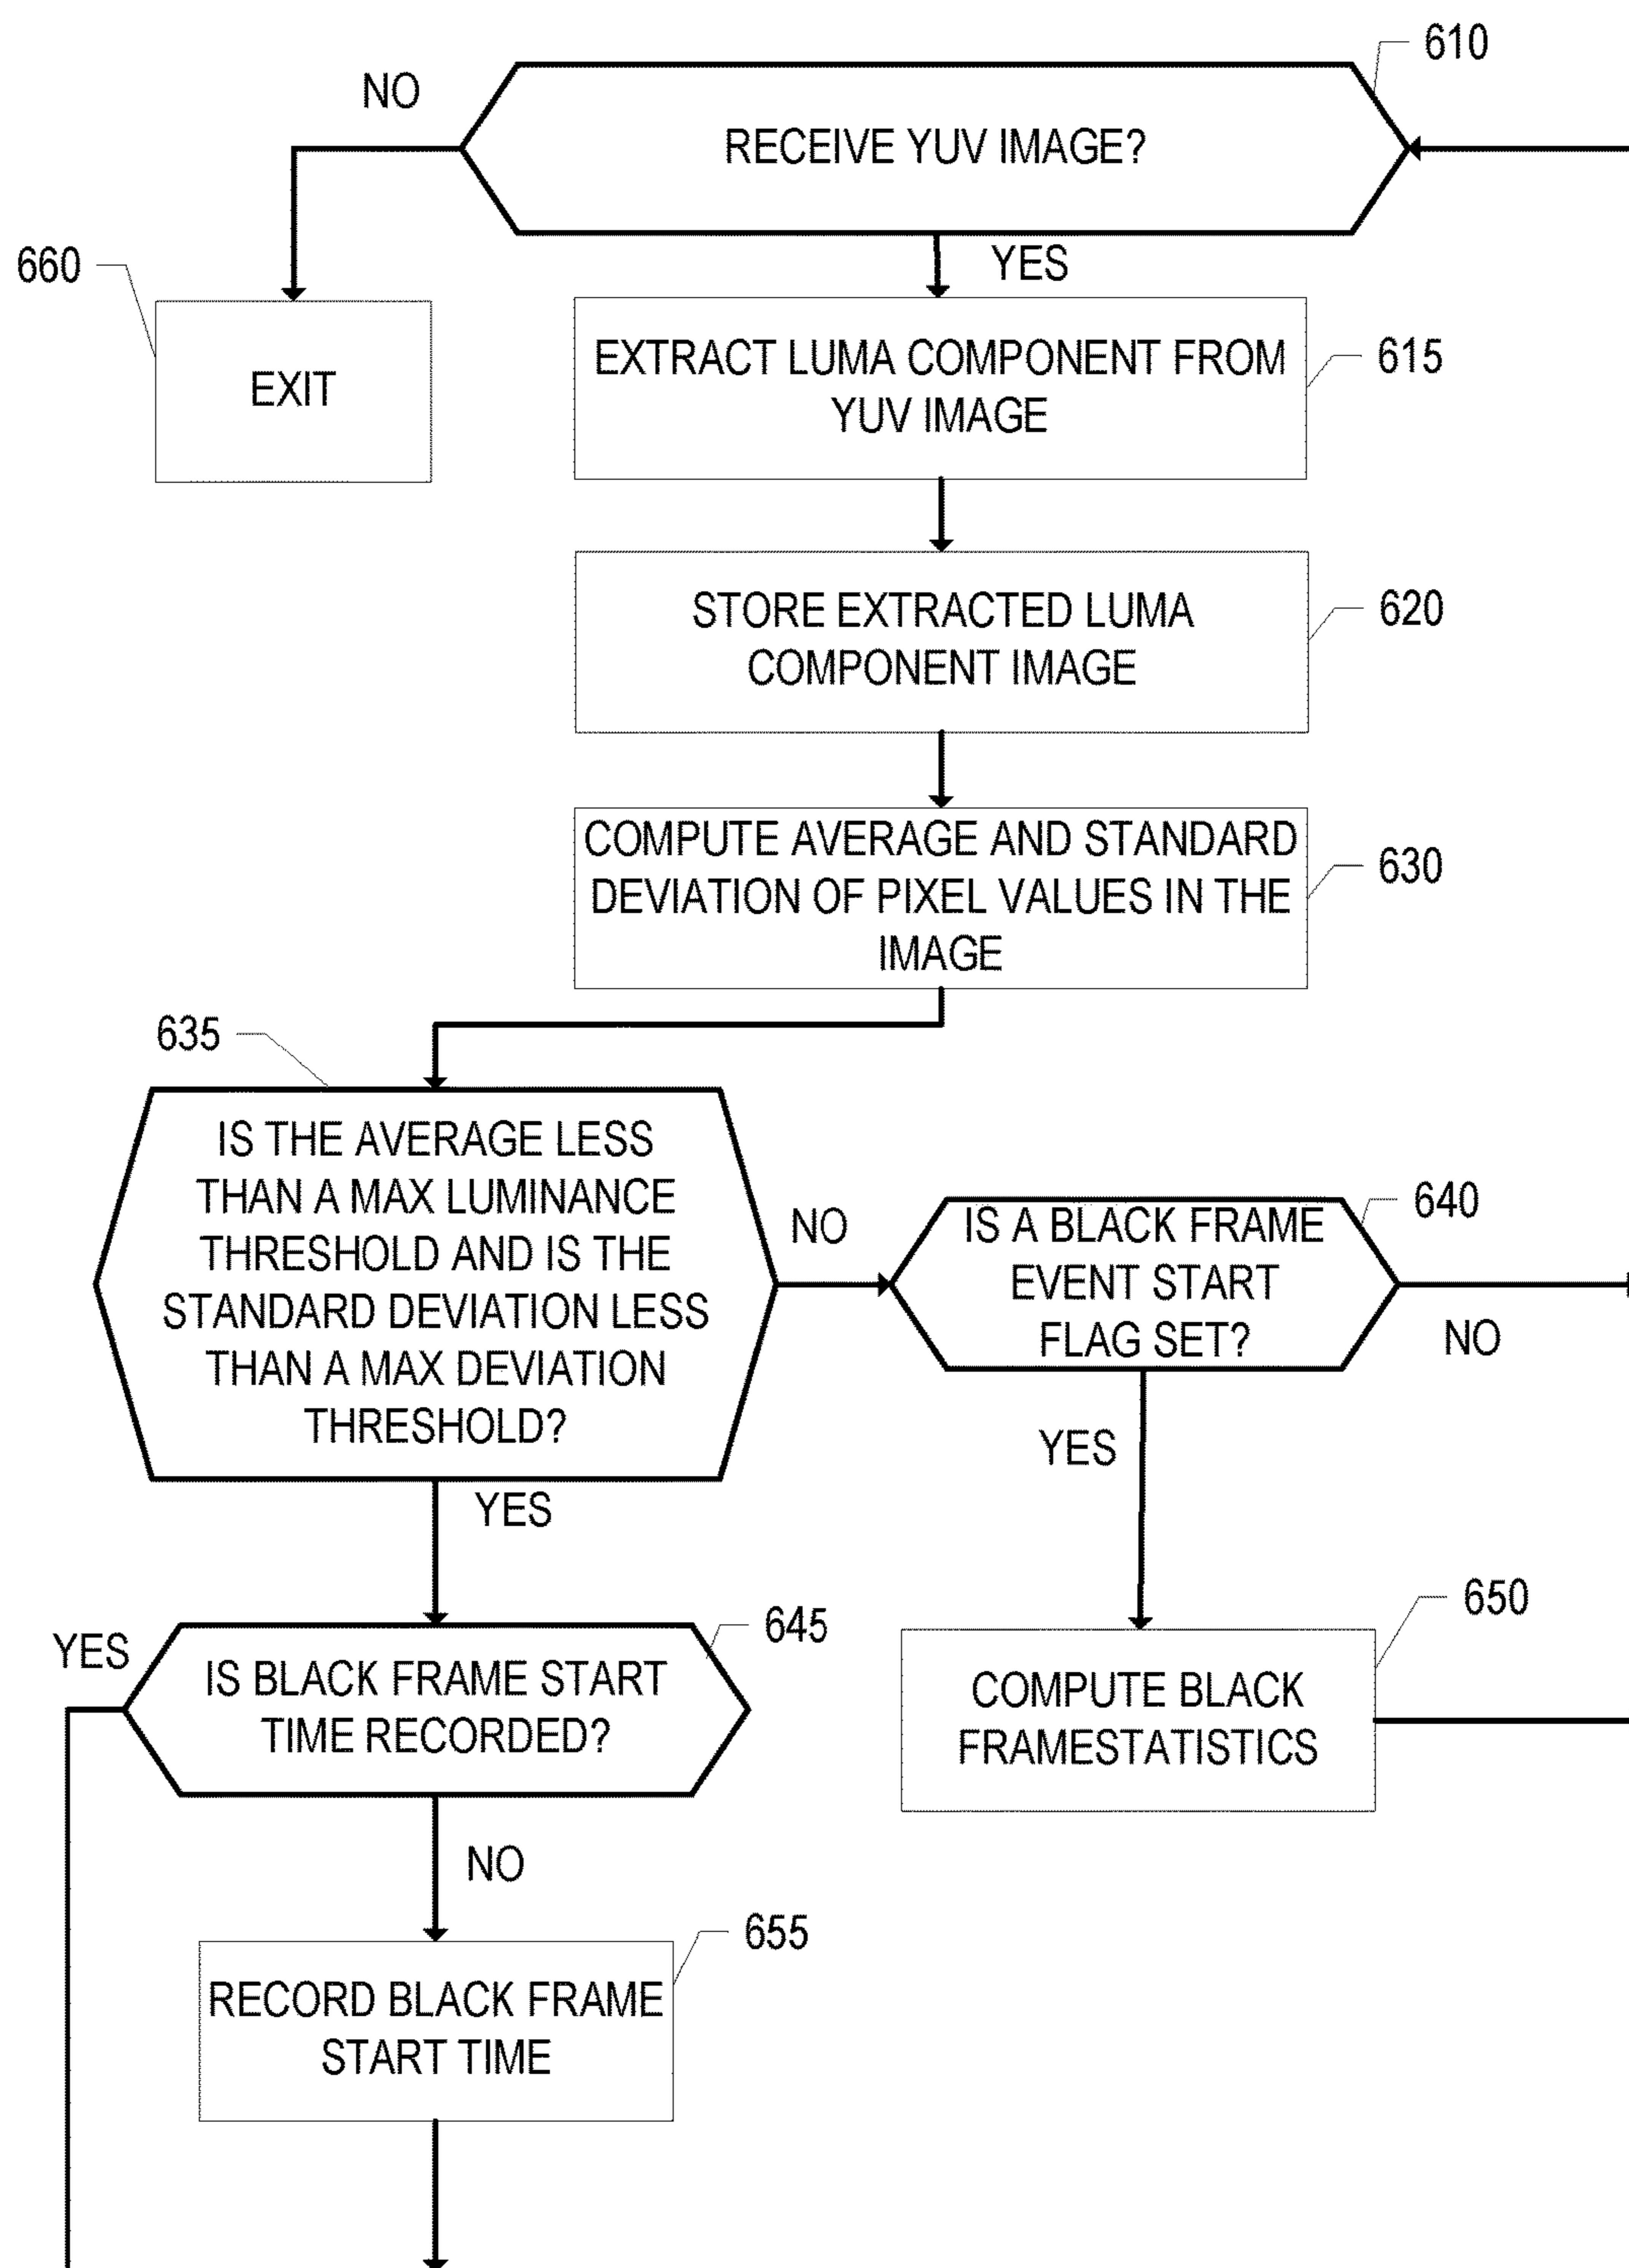 610
NO
RECEIVE YUV IMAGE?
YES
660
EXIT
EXTRACT LUMA COMPONENT FROM
YUV IMAGE
615
STORE EXTRACTED LUMA
COMPONENT IMAGE
620
COMPUTE AVERAGE AND STANDARD
DEVIATION OF PIXEL VALUES IN THE
IMAGE
630
635
IS THE AVERAGE LESS
THAN A MAX LUMINANCE
THRESHOLD AND IS THE
STANDARD DEVIATION LESS
THAN A MAX DEVIATION
THRESHOLD?
NO
640
IS A BLACK FRAME
EVENT START
FLAG SET?
NO
YES
YES
645
YES
IS BLACK FRAME START
TIME RECORDED?
650
COMPUTE BLACK
FRAMESTATISTICS
NO
655
RECORD BLACK FRAME
START TIME